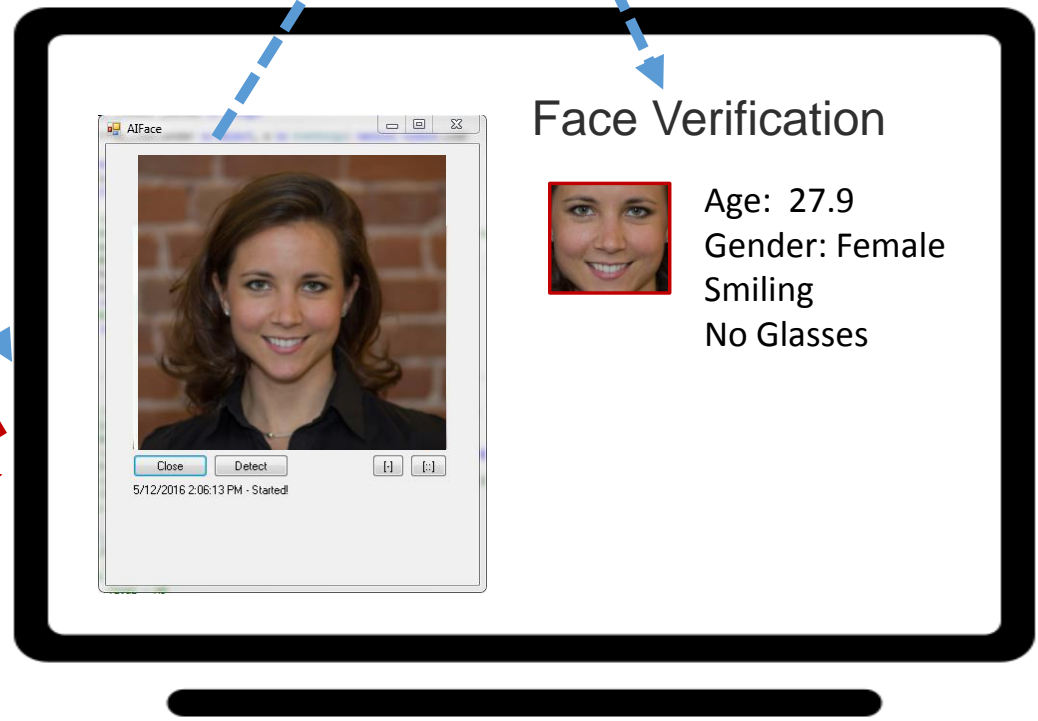 AIFace
Close
Detect
[-]
[::]
5/12/2016 2:06:13 PM - Started!
Face Verification
Age: 27.9
Gender: Female
Smiling
No Glasses